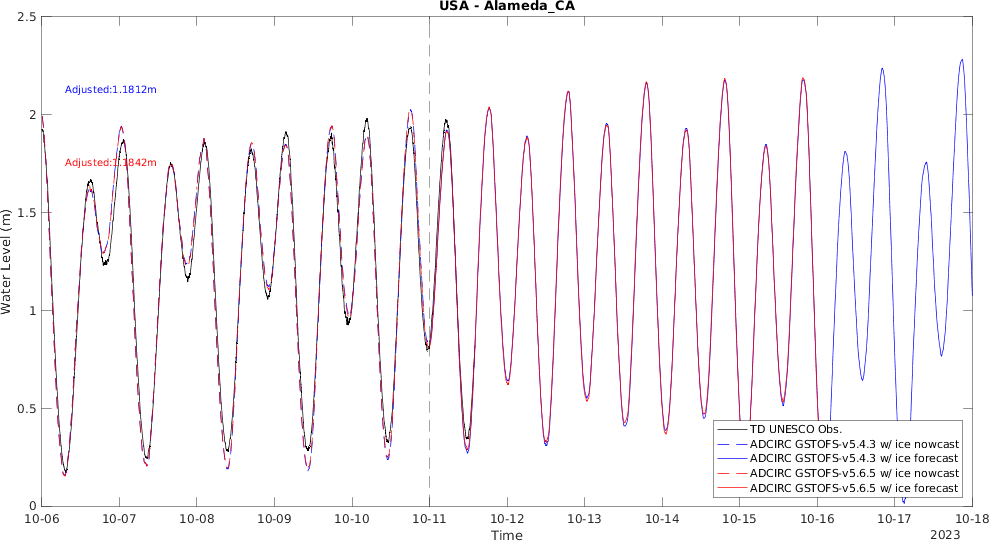 USA - Alameda_CA
2.5
Adjusted:1.1812m
2
Adjusted:1.1842m
1.5
Water Level (m)
1
0.5
0
TD UNESCO Obs.
ADCIRC GSTOFS-v5.4.3 w/ ice nowcast
ADCIRC GSTOFS-v5.4.3 w/ ice forecast
ADCIRC GSTOFS-v5.6.5 w/ ice nowcast
ADCIRC GSTOFS-v5.6.5 w/ ice forecast
10-06 10-07 10-08 10-09 10-10 10-11 10-12 10-13 10-14 10-15 10-16 10-17 10-18
Time
2023